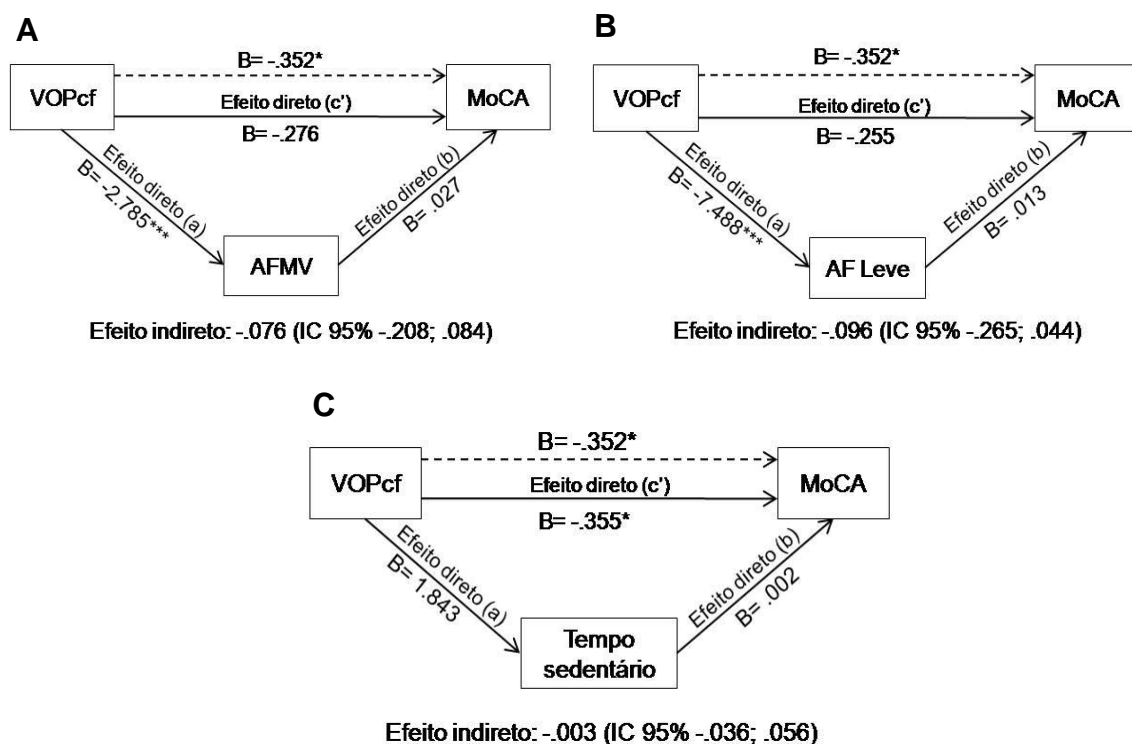 A
B= -.352*
VOPcf
Efeito direto (c')
MoCA
B= -.276
Efeito direto (a)
B= -2.785***
Efeito direto (b)
B= .027
AFMV
Efeito indireto: -.076 (IC 95% -.208; .084)
B
B= -.352*
VOPcf
Efeito direto (c')
MoCA
B= -.255
Efeito direto (a)
B= -7.488***
Efeito direto (b)
B= .013
AF Leve
Efeito indireto: -.096 (IC 95% -.265; .044)
C
B= -.352*
VOPcf
Efeito direto (c')
MoCA
B= -.355*
Efeito direto (a)
B= 1.843
Efeito direto (b)
B= .002
Tempo
sedentário
Efeito indireto: -.003 (IC 95% -.036; .056)